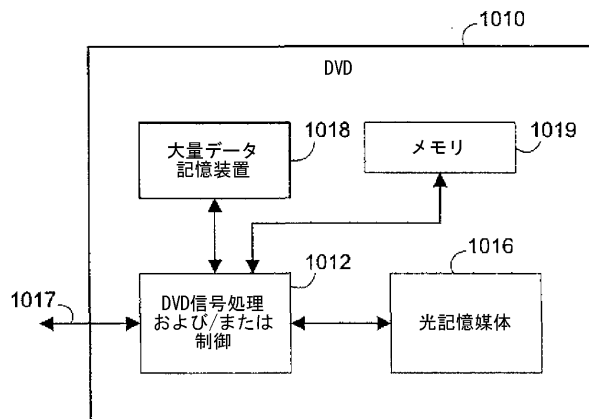 1010
DVD
大量データ
記憶装置
1018
メモリ
1019
1012
1016
1017
DVD信号処理
および/または
制御
光記憶媒体